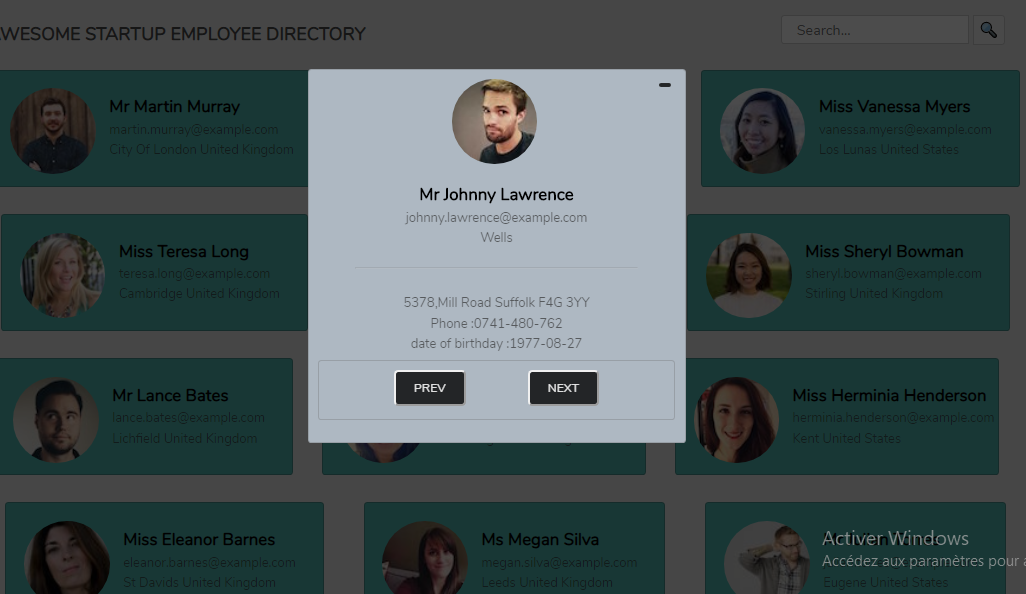 AWESOME STARTUP EMPLOYEE DIRECTORY
Search...
Mr Martin Murray
martin.murray@example.com
City Of London United Kingdom
Mr Johnny Lawrence
johnny.lawrence@example.com
Wells
5378,Mill Road Suffolk F4G 3YY
Phone :0741-480-762
date of birthday :1977-08-27
PREV
NEXT
Miss Vanessa Myers
vanessa.myers@example.com
Los Lunas United States
Miss Teresa Long
teresa.long@example.com
Cambridge United Kingdom
Miss Sheryl Bowman
sheryl.bowman@example.com
Stirling United Kingdom
Mr Lance Bates
lance.bates@example.com
Lichfield United Kingdom
Miss Herminia Henderson
herminia.henderson@example.com
Kent United States
Miss Eleanor Barnes
eleanor.barnes@example.com
St Davids United Kingdom
Ms Megan Silva
megan.silva@example.com
Leeds United Kingdom
Eugene United States
Activer Windows
Accédez aux paramètres pour a